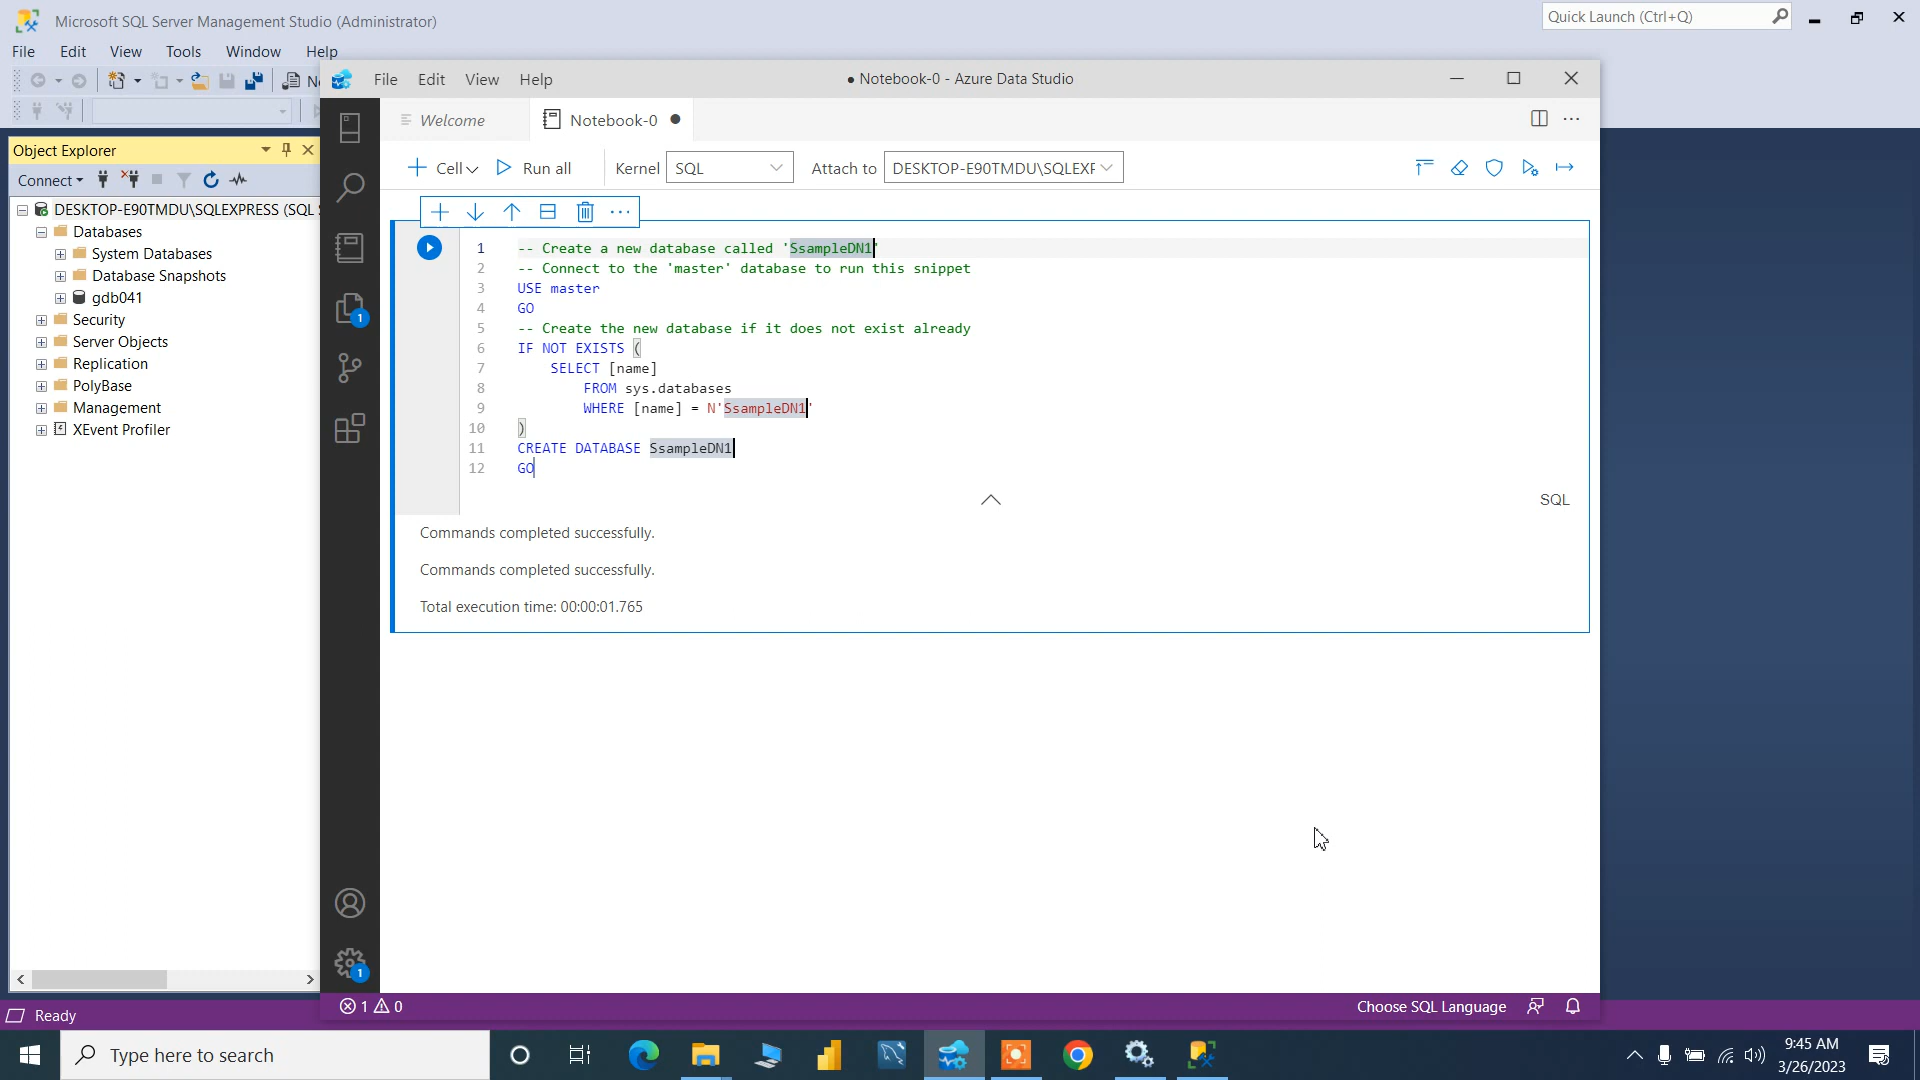 Microsoft SQL Server Management Studio (Administrator)
Quick Launch (Ctrl+Q)
File Edit View Tools Window Help
File Edit View Help
● Notebook-0 - Azure Data Studio
Welcome
Notebook-0
Object Explorer
Connect
Cell
Run all
Kernel
SQL
Attach to
DESKTOP-E90TMDU\SQLEXP
DESKTOP-E90TMDU\SQLEXPRESS (SQL
Databases
System Databases
Database Snapshots
gdb041
Security
Server Objects
Replication
PolyBase
Management
XEvent Profiler
1 -- Create a new database called 'SsampleDN1'
2 -- Connect to the 'master' database to run this snippet
3 USE master
4 GO
5 -- Create the new database if it does not exist already
6 IF NOT EXISTS (
7 SELECT [name]
8 FROM sys.databases
9 WHERE [name] = N'SsampleDN1'
10 )
11 CREATE DATABASE SsampleDN1
12 GO
SQL
Commands completed successfully.
Commands completed successfully.
Total execution time: 00:00:01.765
1
1
1 0
Choose SQL Language
Ready
Type here to search
9:45 AM
3/26/2023